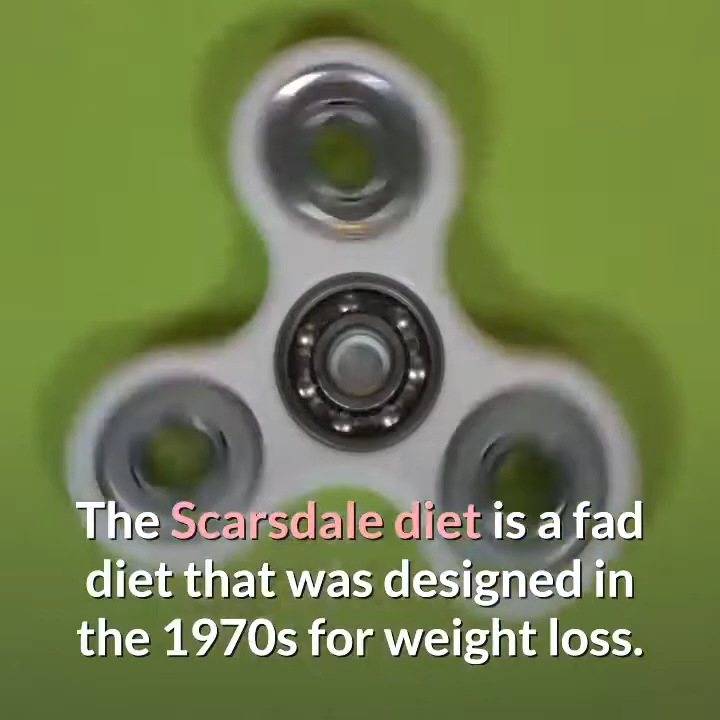 The Scarsdale diet is a fad
diet that was designed in
the 1970s for weight loss.